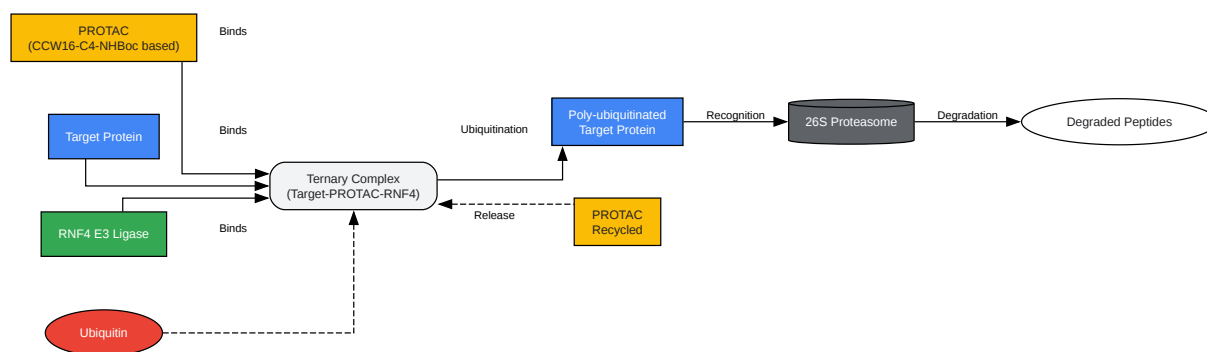 PROTAC
(CCW16-C4-NHBoc based)
Binds
Target Protein
Binds
RNF4 E3 Ligase
Binds
Ubiquitin
Ternary Complex
(Target-PROTAC-RNF4)
Ubiquitination
Release
Poly-ubiquitinated
Target Protein
PROTAC
Recycled
Recognition
26S Proteasome
Degradation
Degraded Peptides